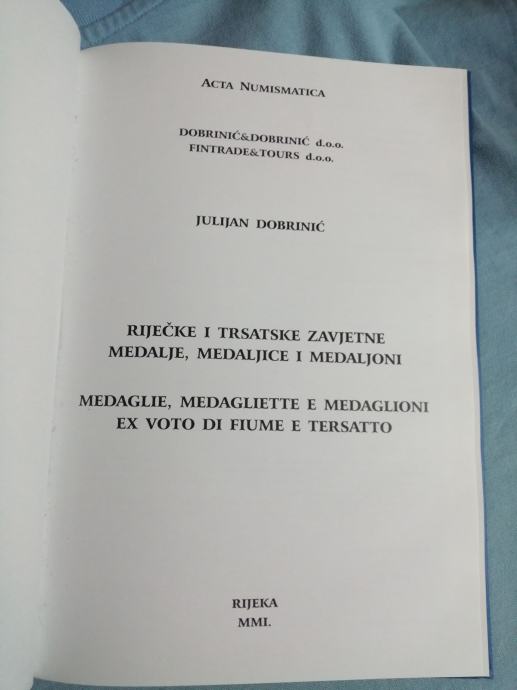 Acta Numismatica
DOBRINIĆ&DOBRINIĆ d.o.o.
FINTRADE&TOURS d.o.o.
JULIJAN DOBRINIĆ
RIJEČKE I TRSATSKE ZAVJETNE
MEDALJE, MEDALJICE I MEDALJONI
MEDAGLIE, MEDAGLIETTE E MEDAGLIONI
EX VOTO DI FIUME E TERSATTO
RIJEKA
MMI.